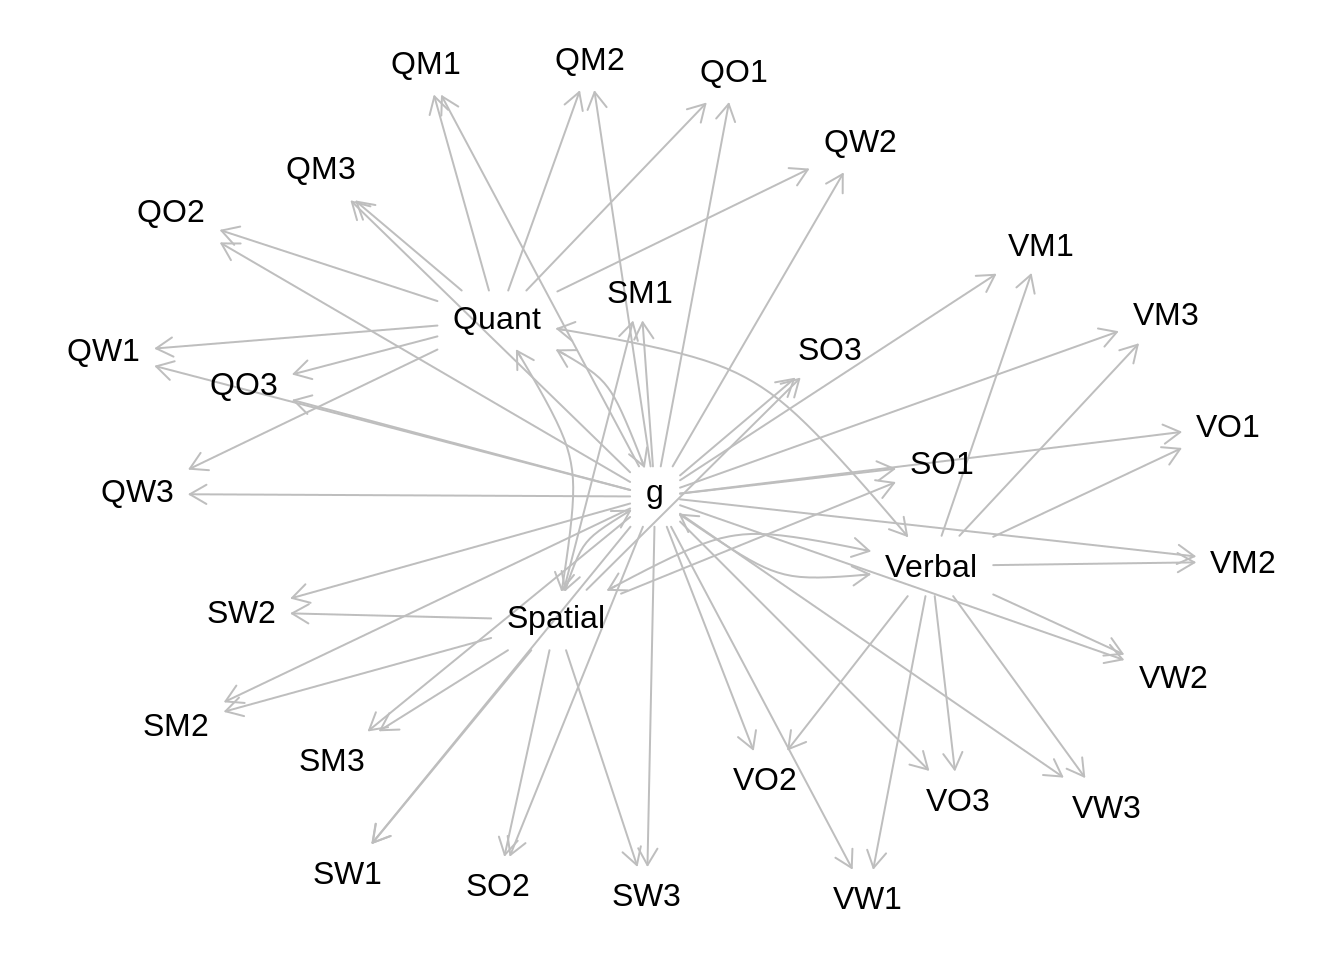 QM1
QM2
QO1
QW2
QM3
QO2
VM1
SM1
VM3
Quant
QW1
SO3
QO3
VO1
SO1
QW3
g
VM2
Verbal
SW2
Spatial
VW2
SM2
SM3
VO2
VO3
VW3
SW1
SO2
SW3
VW1